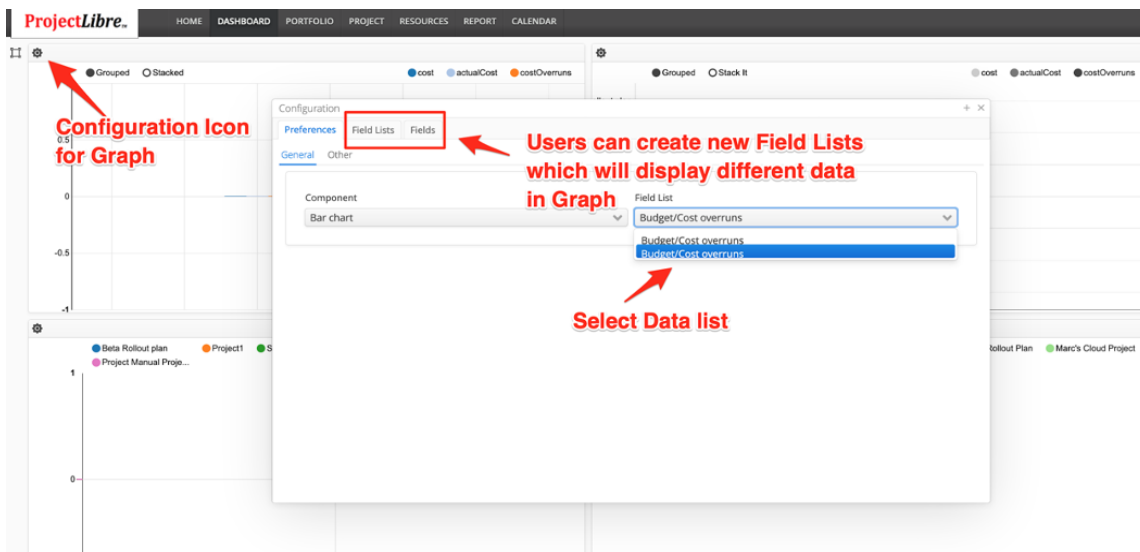 ProjectLibre™ HOME DASHBOARD PORTFOLIO PROJECT RESOURCES REPORT CALENDAR
Grouped Stacked cost actualCost costOverruns
Grouped Stack It cost actualCost costOverruns
Configuration
Preferences Field Lists Fields
General Other
Component
Bar chart
Field List
Budget/Cost overruns
Budget/Cost overruns
Budget/Cost overruns
Configuration Icon
for Graph
Users can create new Field Lists
which will display different data
in Graph
Select Data list
0.5
0
-0.5
-1
Beta Rollout plan Project1 S
Project Manual Proje...
1
0
Rollout Plan Marc's Cloud Project